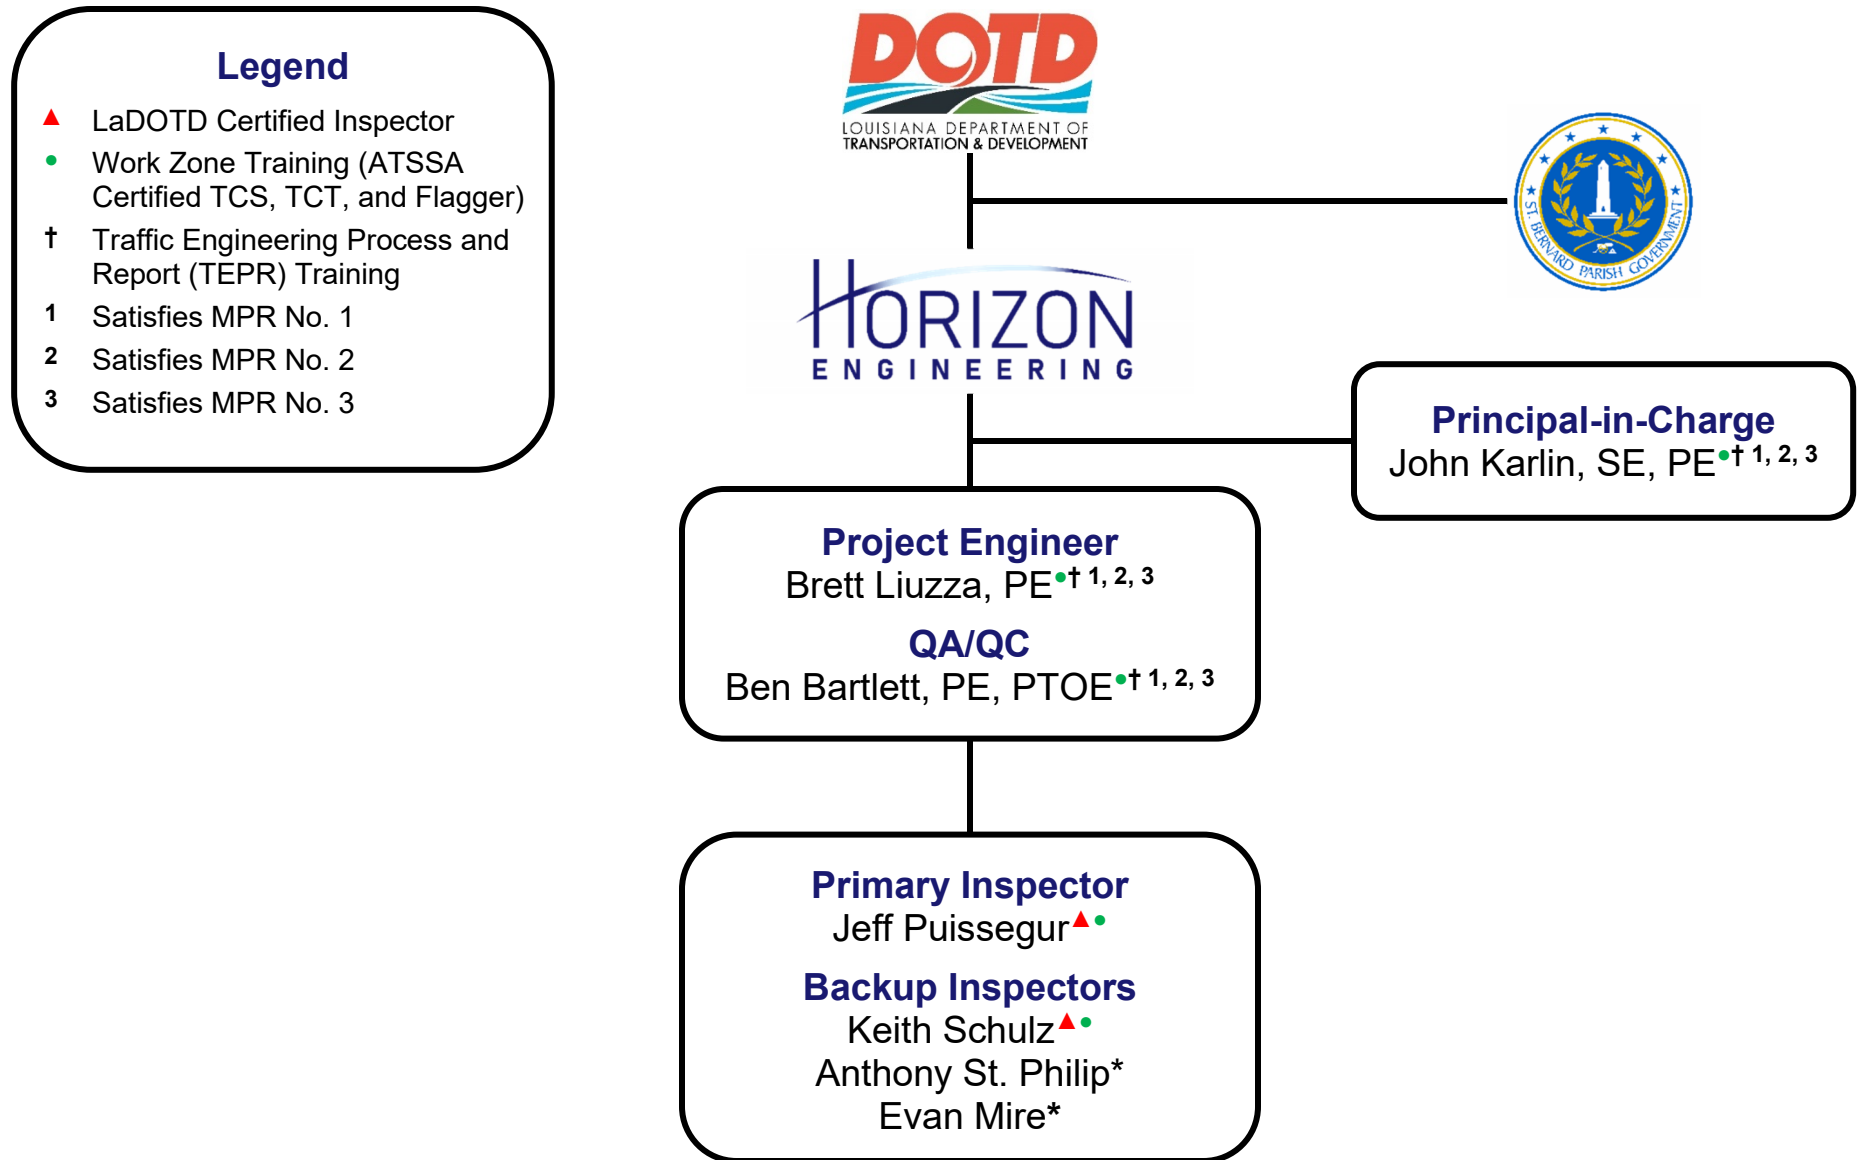 Legend
▲ LaDOTD Certified Inspector
• Work Zone Training (ATSSA
Certified TCS, TCT, and Flagger)
† Traffic Engineering Process and
Report (TEPR) Training
1 Satisfies MPR No. 1
2 Satisfies MPR No. 2
3 Satisfies MPR No. 3
DOTD
LOUISIANA DEPARTMENT OF
TRANSPORTATION & DEVELOPMENT
ST. BERNARD PARISH GOVERNMENT
HORIZON
ENGINEERING
Principal-in-Charge
John Karlin, SE, PE•† 1, 2, 3
Project Engineer
Brett Liuzza, PE•† 1, 2, 3
QA/QC
Ben Bartlett, PE, PTOE•† 1, 2, 3
Primary Inspector
Jeff Puissegur▲•
Backup Inspectors
Keith Schulz▲•
Anthony St. Philip*
Evan Mire*